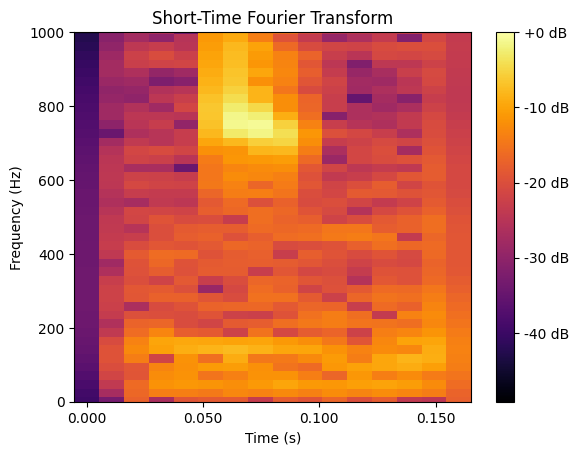 Short-Time Fourier Transform
1000
800
600
400
200
0
Frequency (Hz)
0.000
0.050
0.100
0.150
Time (s)
+0 dB
-10 dB
-20 dB
-30 dB
-40 dB